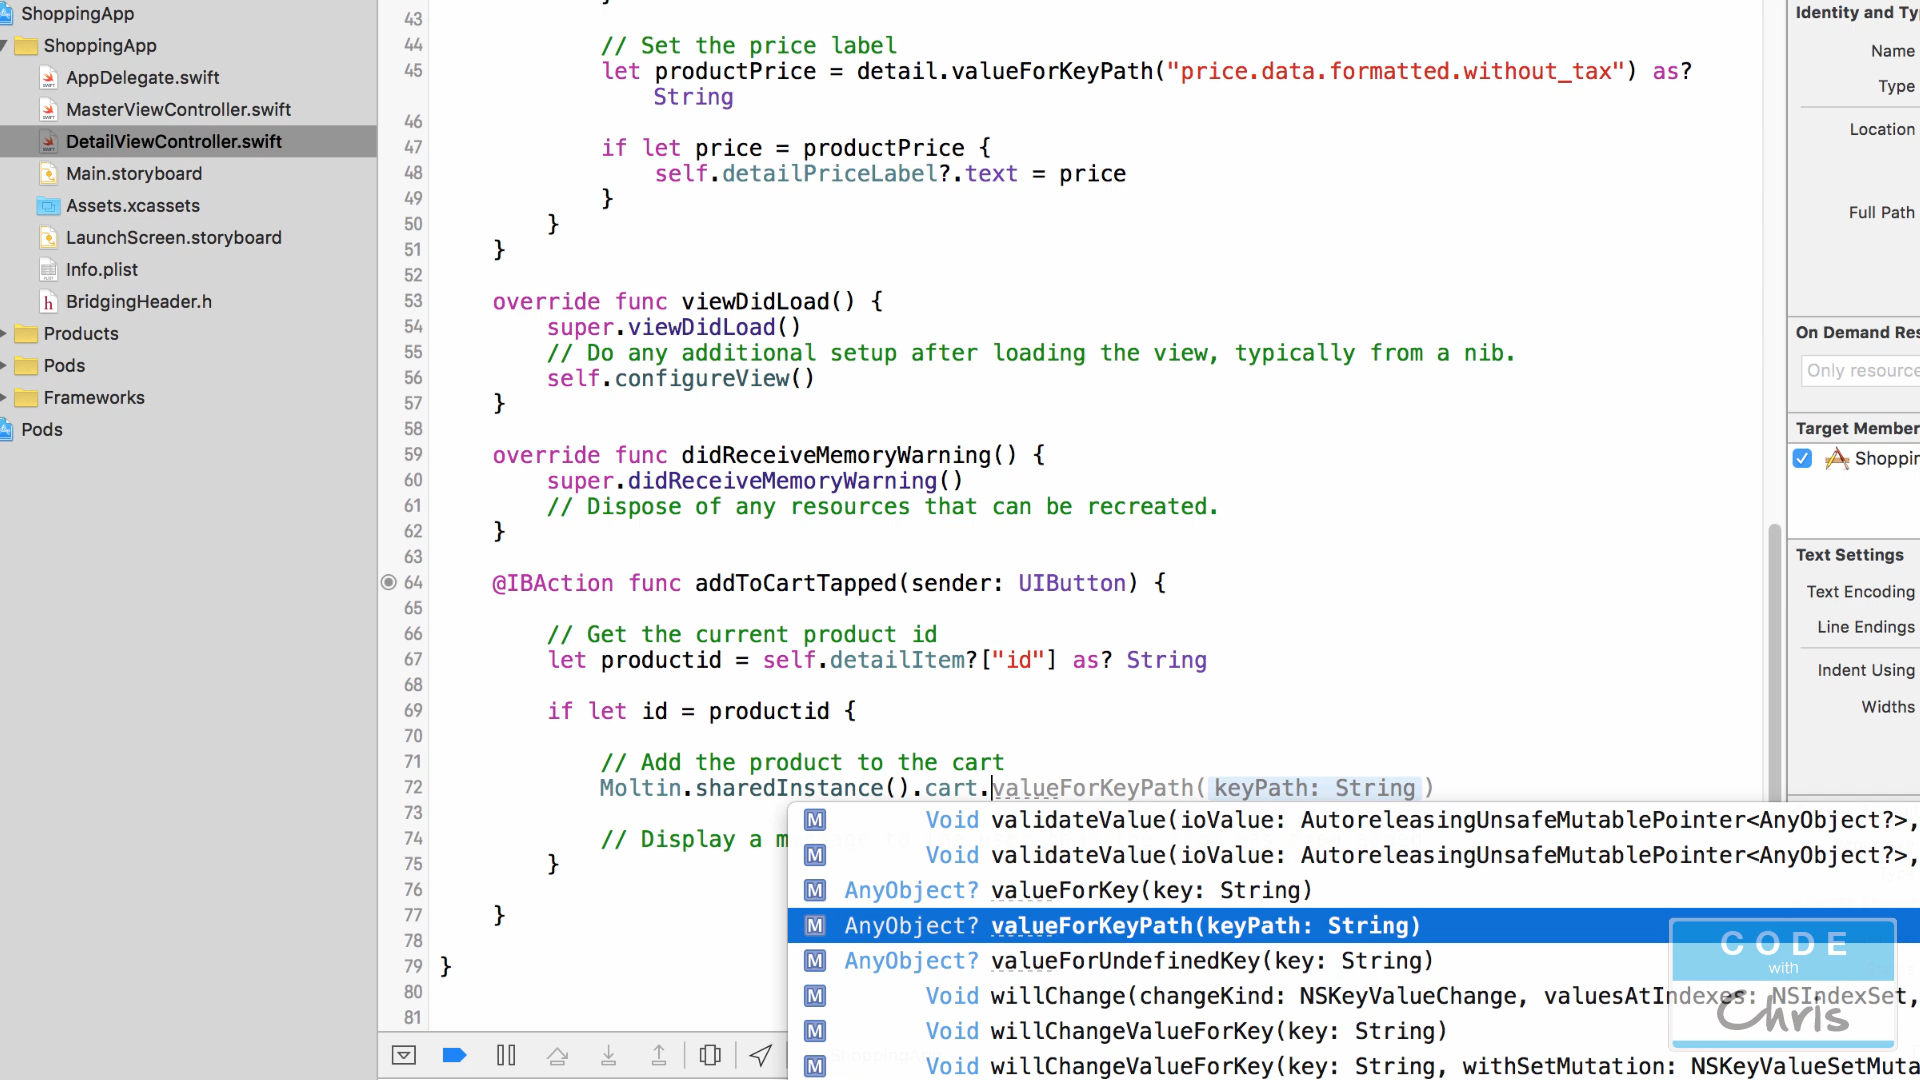 ShoppingApp
ShoppingApp
AppDelegate.swift
MasterViewController.swift
DetailViewController.swift
Main.storyboard
Assets.xcassets
LaunchScreen.storyboard
Info.plist
h BridgingHeader.h
Products
Pods
Frameworks
Pods
43
44 // Set the price label
45 let productPrice = detail.valueForKeyPath("price.data.formatted.without_tax") as?
String
46
47 if let price = productPrice {
48 self.detailPriceLabel?.text = price
49 }
50 }
51 }
52
53 override func viewDidLoad() {
54 super.viewDidLoad()
55 // Do any additional setup after loading the view, typically from a nib.
56 self.configureView()
57 }
58
59 override func didReceiveMemoryWarning() {
60 super.didReceiveMemoryWarning()
61 // Dispose of any resources that can be recreated.
62 }
63
64 @IBAction func addToCartTapped(sender: UIButton) {
65
66 // Get the current product id
67 let productid = self.detailItem?["id"] as? String
68
69 if let id = productid {
70
71 // Add the product to the cart
72 Moltin.sharedInstance().cart.valueForKeyPath(keyPath: String)
73
74 // Display a m
75 }
76
77 }
78
79 }
80
81
M Void validateValue(ioValue: AutoreleasingUnsafeMutablePointer<AnyObject?>,
M Void validateValue(ioValue: AutoreleasingUnsafeMutablePointer<AnyObject?>,
M AnyObject? valueForKey(key: String)
M AnyObject? valueForKeyPath(keyPath: String)
M AnyObject? valueForUndefinedKey(key: String)
M Void willChange(changeKind: NSKeyValueChange, valuesAtIndexes: NSIndexSet,
M Void willChangeValueForKey(key: String)
M Void willChangeValueForKey(key: String, withSetMutation: NSKeyValueSetMuta
Identity and Ty
Name
Type
Location
Full Path
On Demand Res
Only resource
Target Member
Shoppin
Text Settings
Text Encoding
Line Endings
Indent Using
Widths
CODE
with
Chris